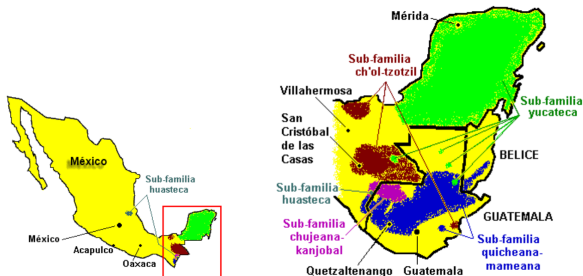 México
Sub-familia
huasteca
México
Acapulco
Oaxaca
Mérida
Sub-familia
ch'ol-tzotzil
Villahermosa
San
Cristóbal
de las
Casas
Sub-familia
yucateca
BELICE
Sub-familia
huasteca
GUATEMALA
Sub-familia
chujeana-
kanjobal
Sub-familia
quicheana-
mameana
Quetzaltenango
Guatemala